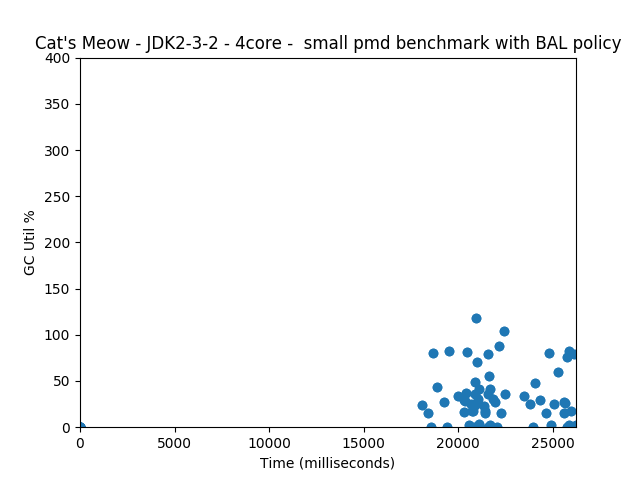 Cat's Meow - JDK2-3-2 - 4core -  small pmd benchmark with BAL policy
400
350
300
250
200
150
100
50
0
GC Util %
0 5000 10000 15000 20000 25000
Time (milliseconds)